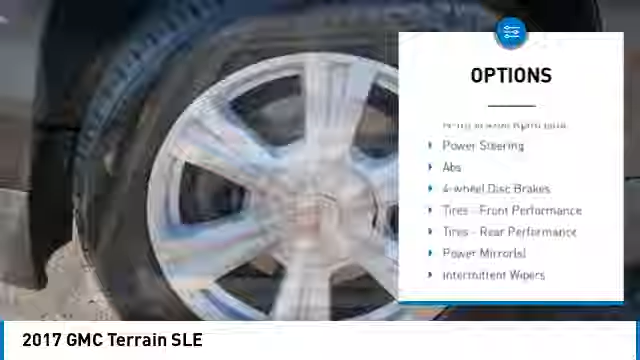 OPTIONS
Power Steering
Abs
4-wheel Disc Brakes
Tires - Front Performance
Tires - Rear Performance
Power Mirror(s)
Intermittent Wipers
2017 GMC Terrain SLE